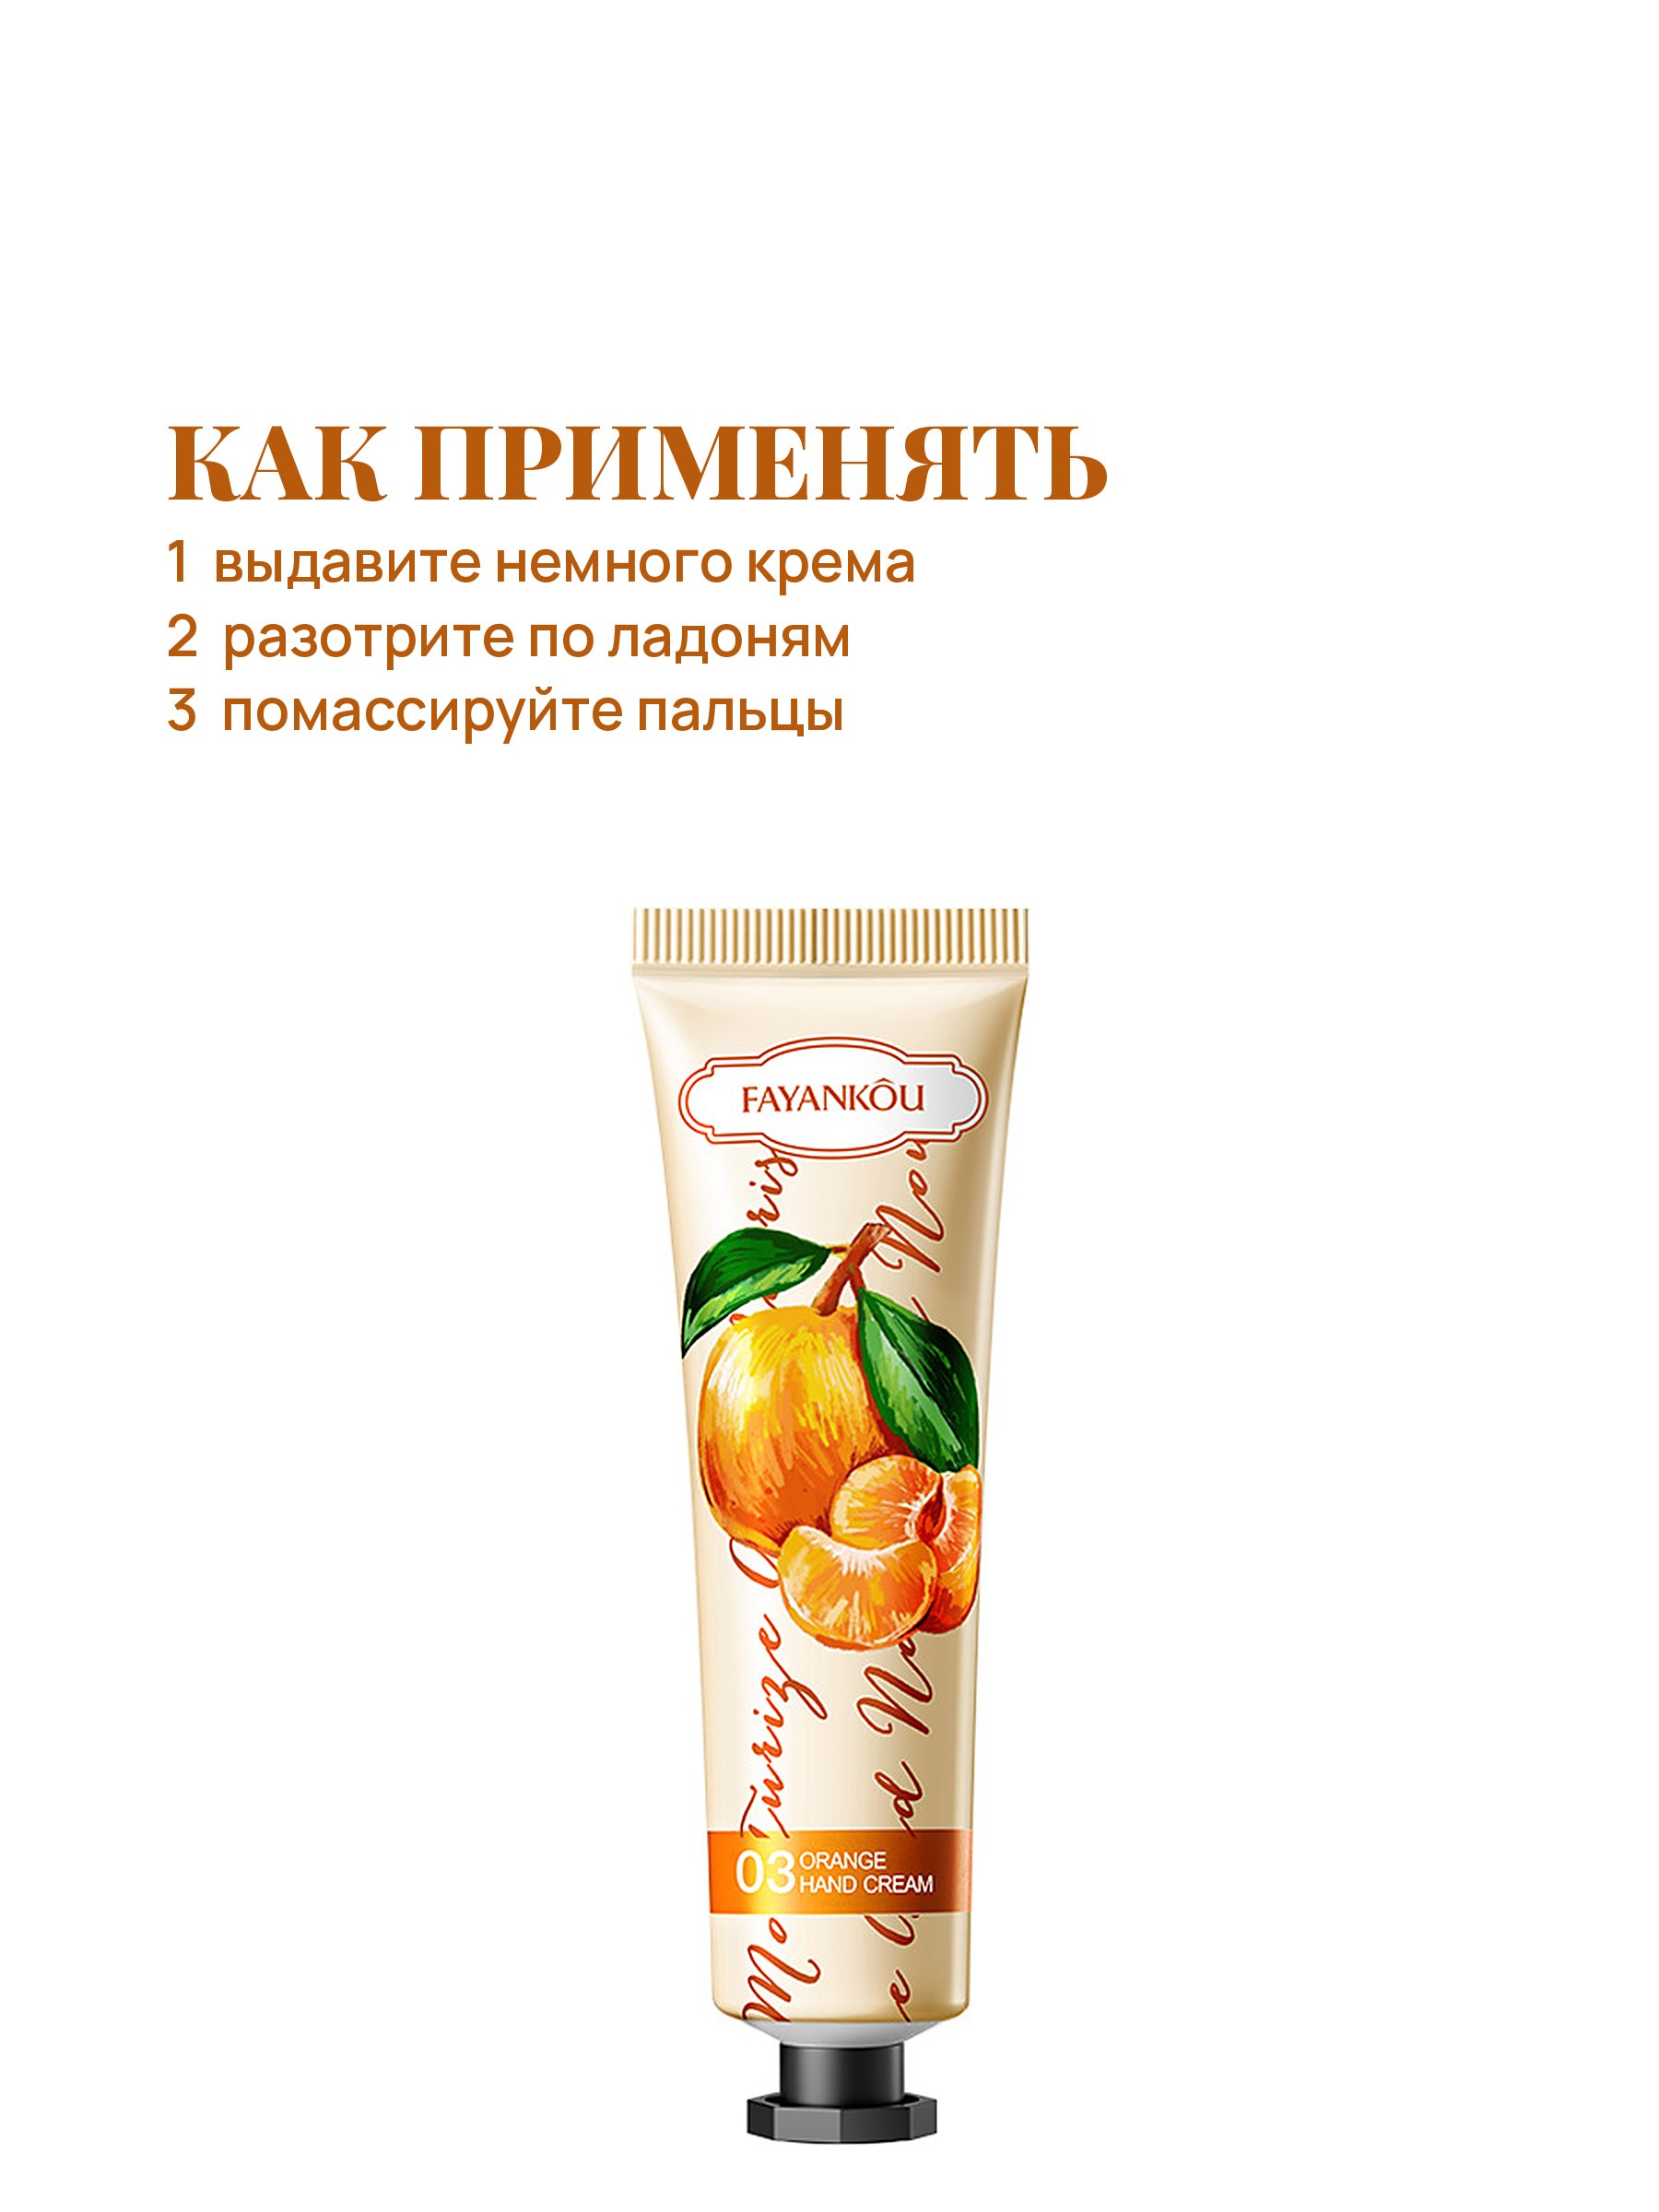 КАК ПРИМЕНЯТЬ
1 выдавите немного крема
2 разотрите по ладоням
3 помассируйте пальцы
FAYANKÔU
03 ORANGE
HAND CREAM